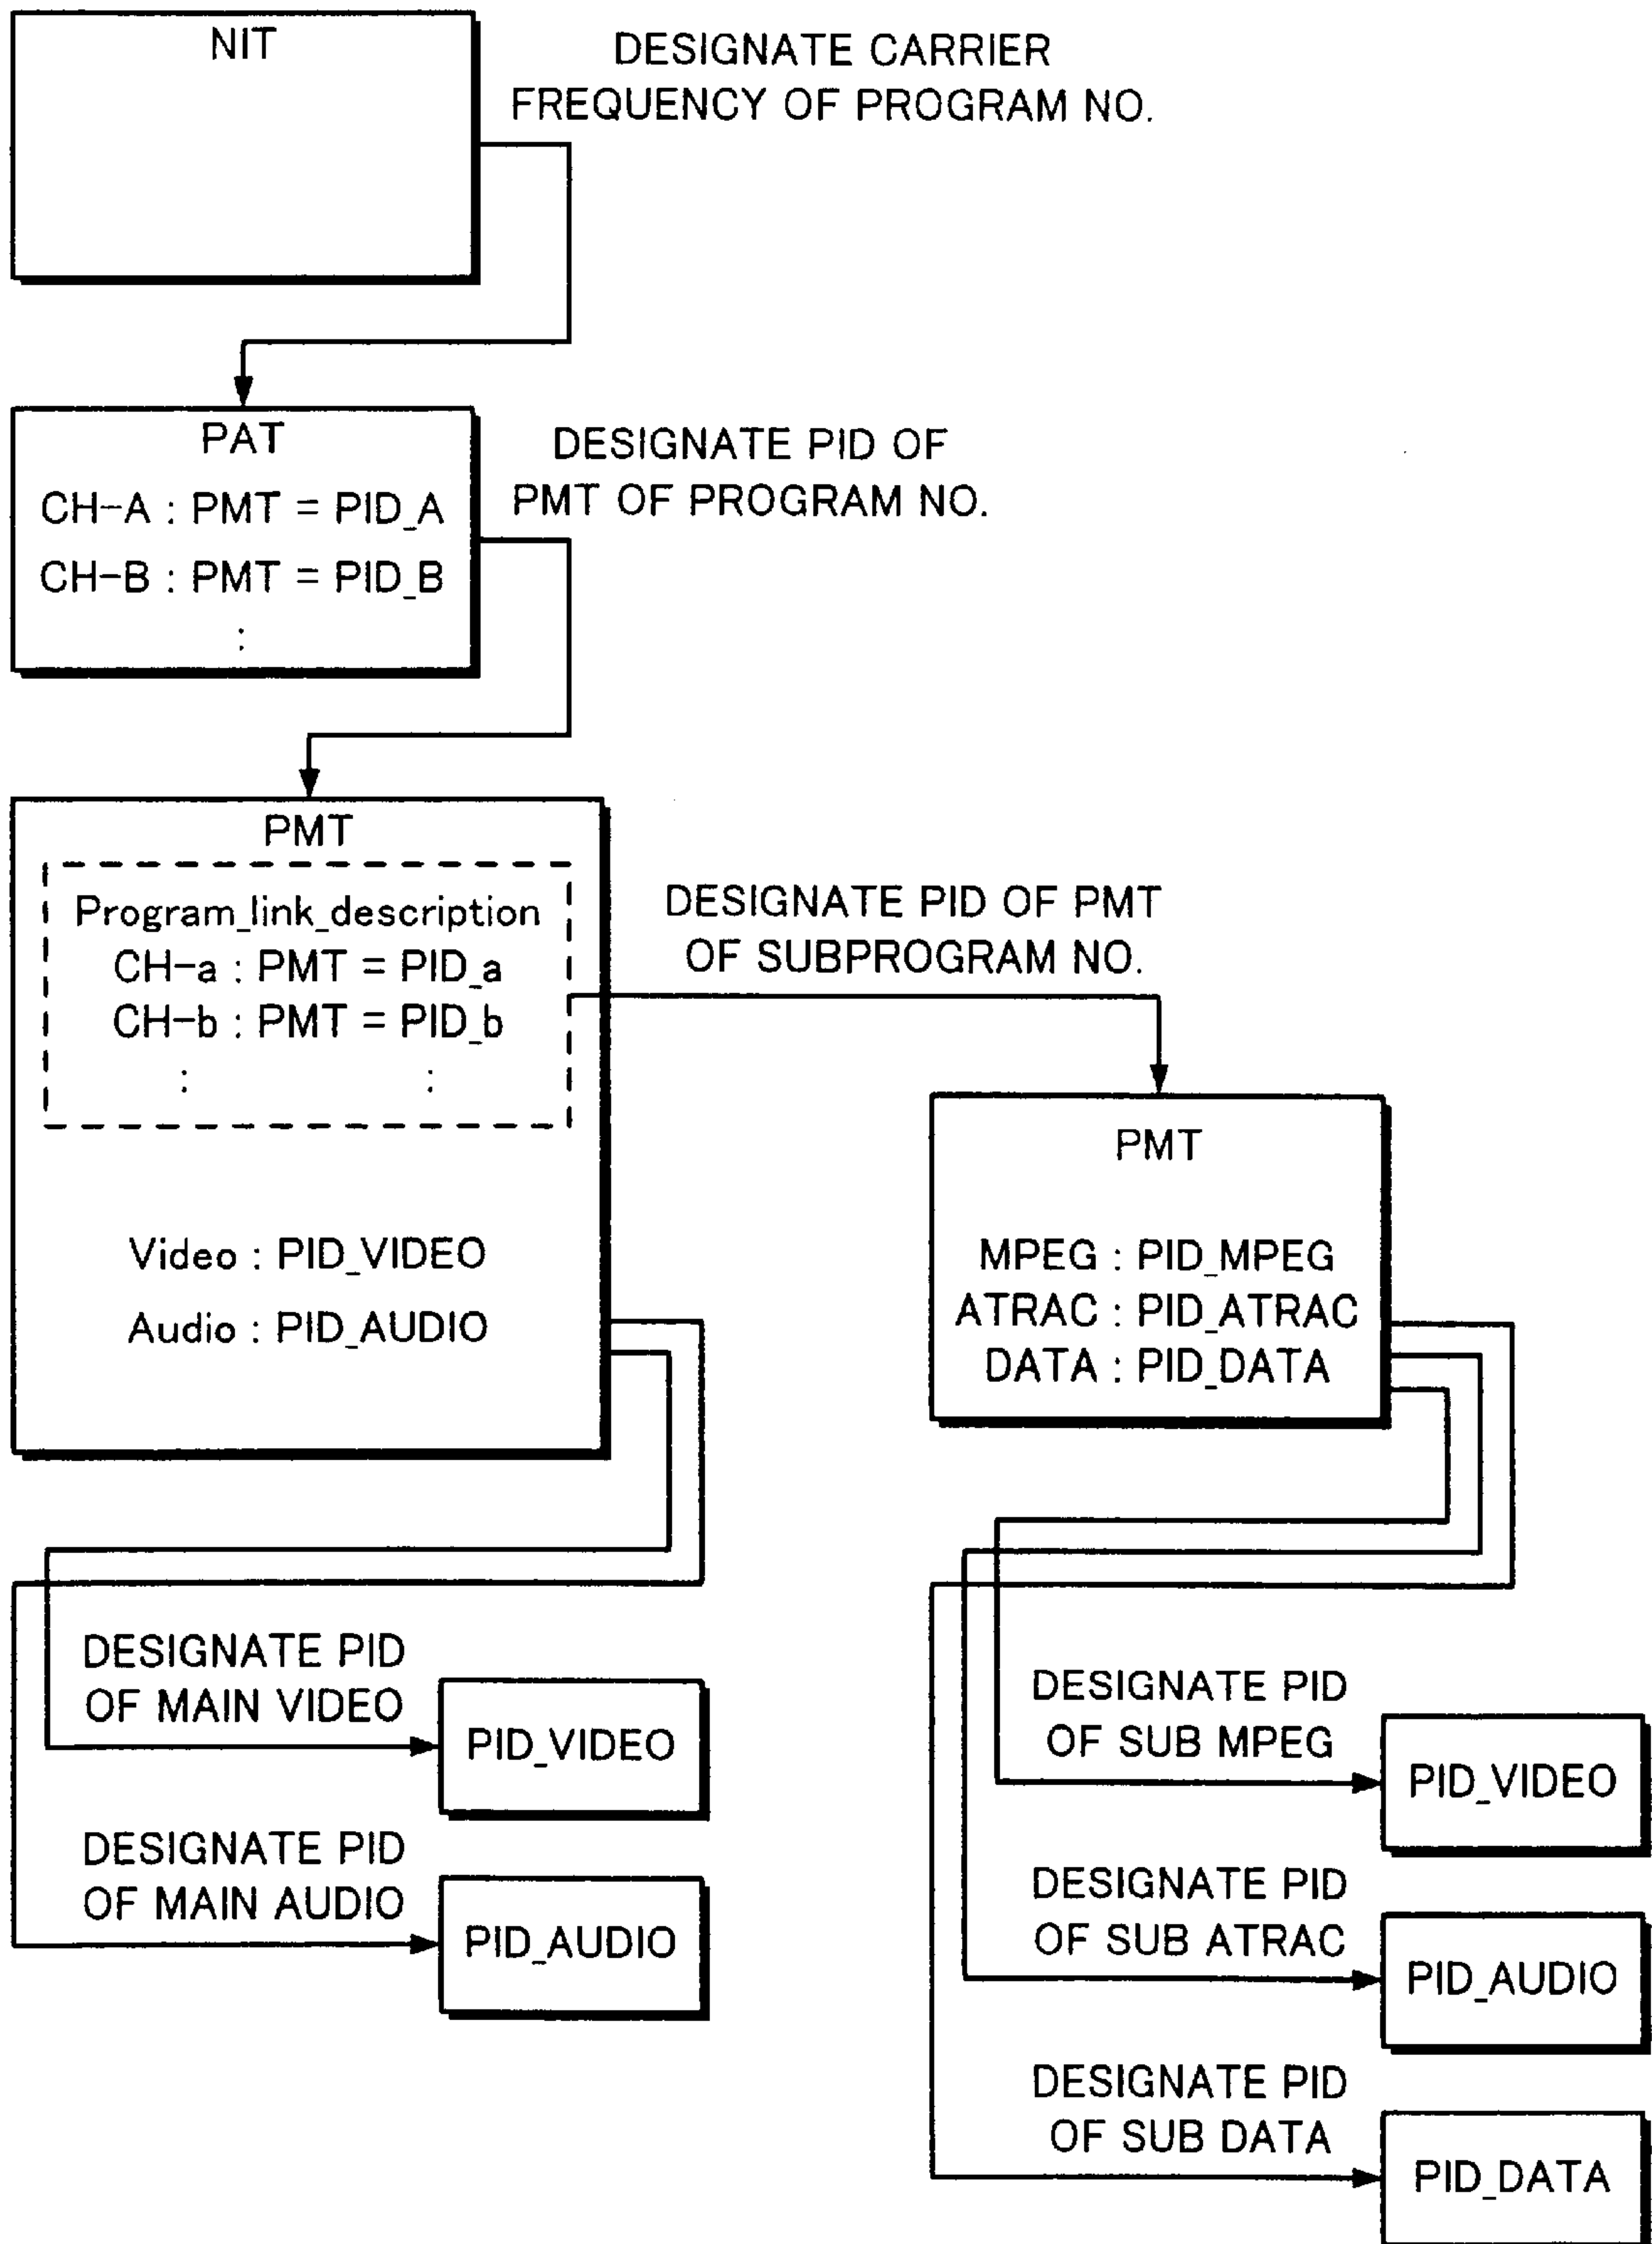 NIT
DESIGNATE CARRIER
FREQUENCY OF PROGRAM NO.
PAT
CH-A : PMT = PID_A
CH-B : PMT = PID_B
:
DESIGNATE PID OF
PMT OF PROGRAM NO.
PMT
Program_link_description
CH-a : PMT = PID_a
CH-b : PMT = PID_b
: :
Video : PID_VIDEO
Audio : PID_AUDIO
DESIGNATE PID OF PMT
OF SUBPROGRAM NO.
PMT
MPEG : PID_MPEG
ATRAC : PID_ATRAC
DATA : PID_DATA
DESIGNATE PID
OF MAIN VIDEO
PID_VIDEO
DESIGNATE PID
OF MAIN AUDIO
PID_AUDIO
DESIGNATE PID
OF SUB MPEG
PID_VIDEO
DESIGNATE PID
OF SUB ATRAC
PID_AUDIO
DESIGNATE PID
OF SUB DATA
PID_DATA